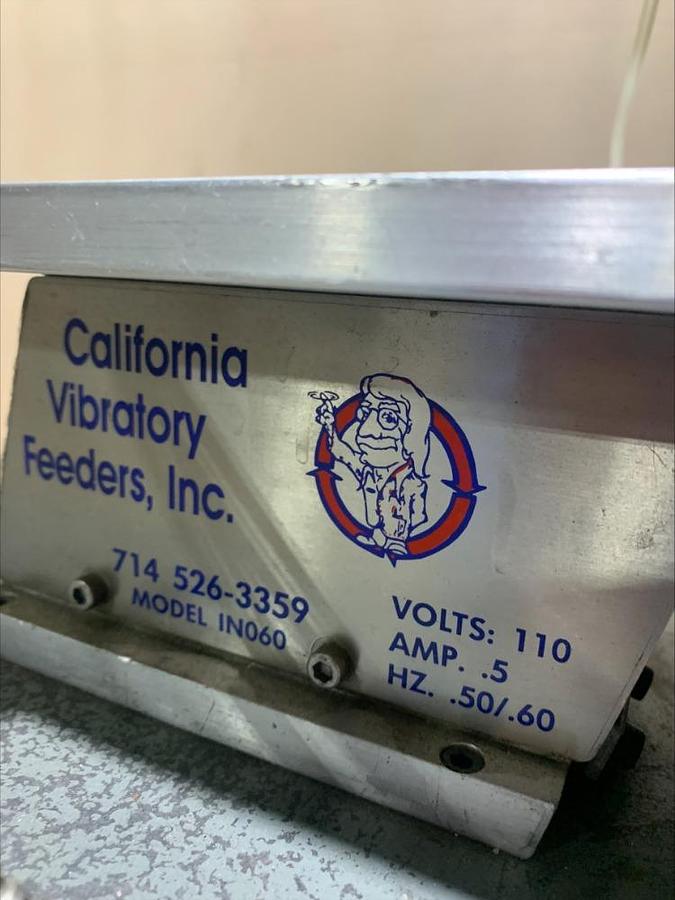 California
Vibratory
Feeders, Inc.
714 526-3359
MODEL IN060
VOLTS: 110
AMP. .5
HZ. .50/.60